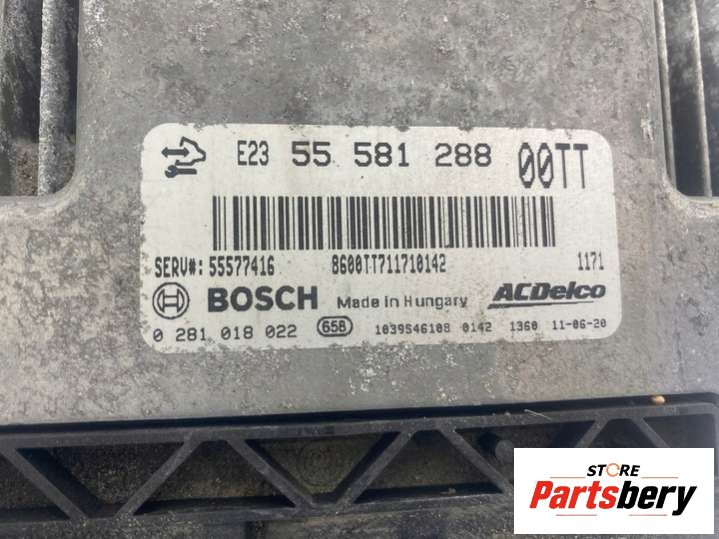 E23 55 581 288 00TT
SERV#: 55577416 8600TT711710142 1171
BOSCH Made in Hungary ACDelco
0 281 018 022 65B 1039S46108 0142 1360 11-06-20
STORE
Partsbery